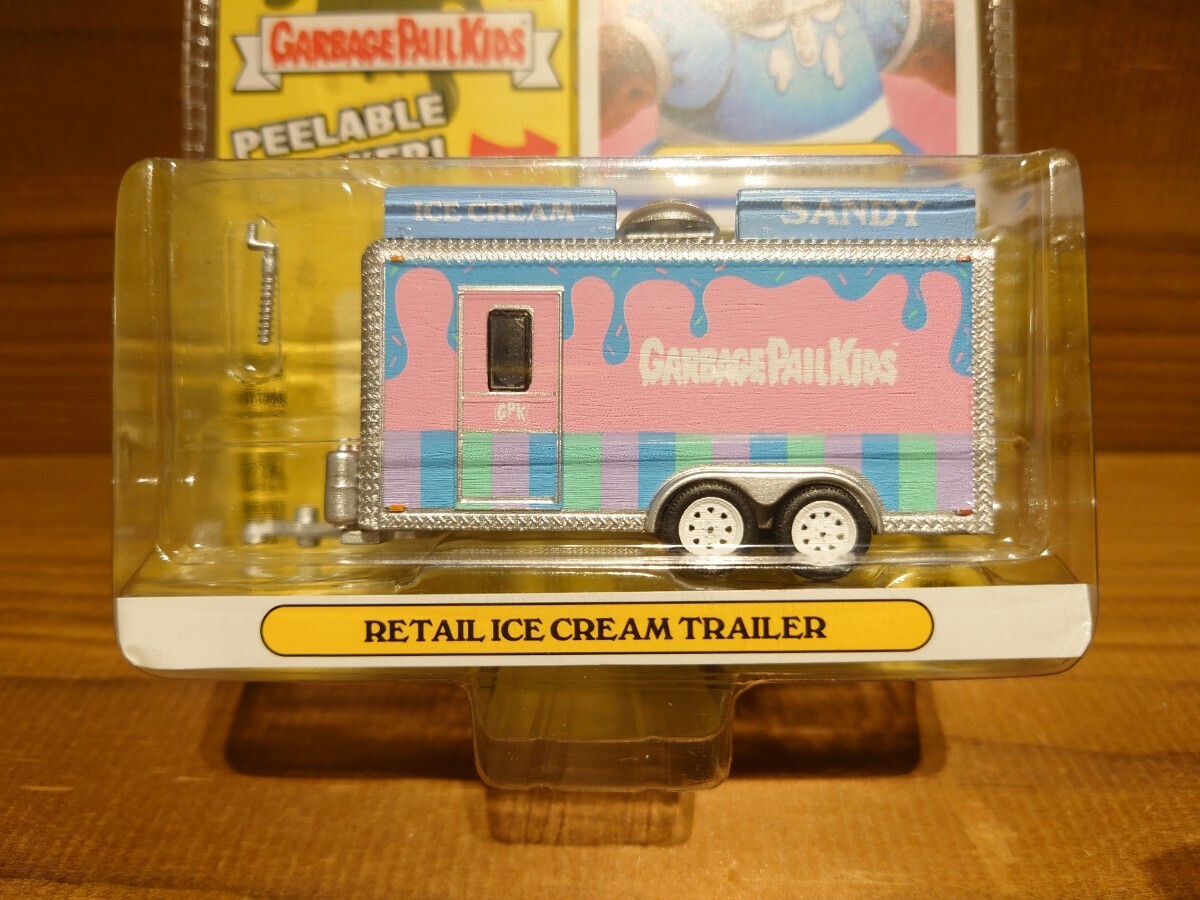 GARBAGE PAIL KIDS
PEELABLE
ICE CREAM
SANDY
GARBAGE PAIL KIDS
GPK
RETAIL ICE CREAM TRAILER